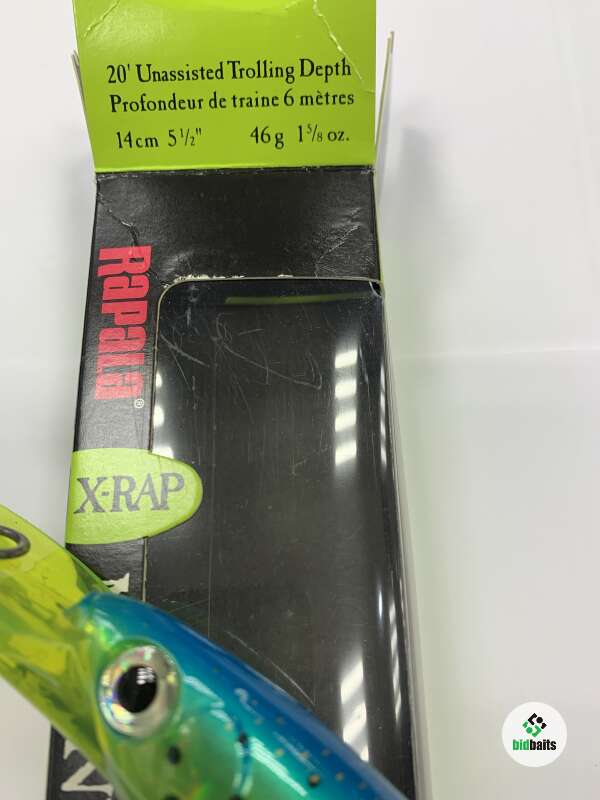 20' Unassisted Trolling Depth
Profondeur de traine 6 mètres
14cm 5 1/2" 46g 1 5/8 oz.
Rapala®
X-RAP
bidbaits